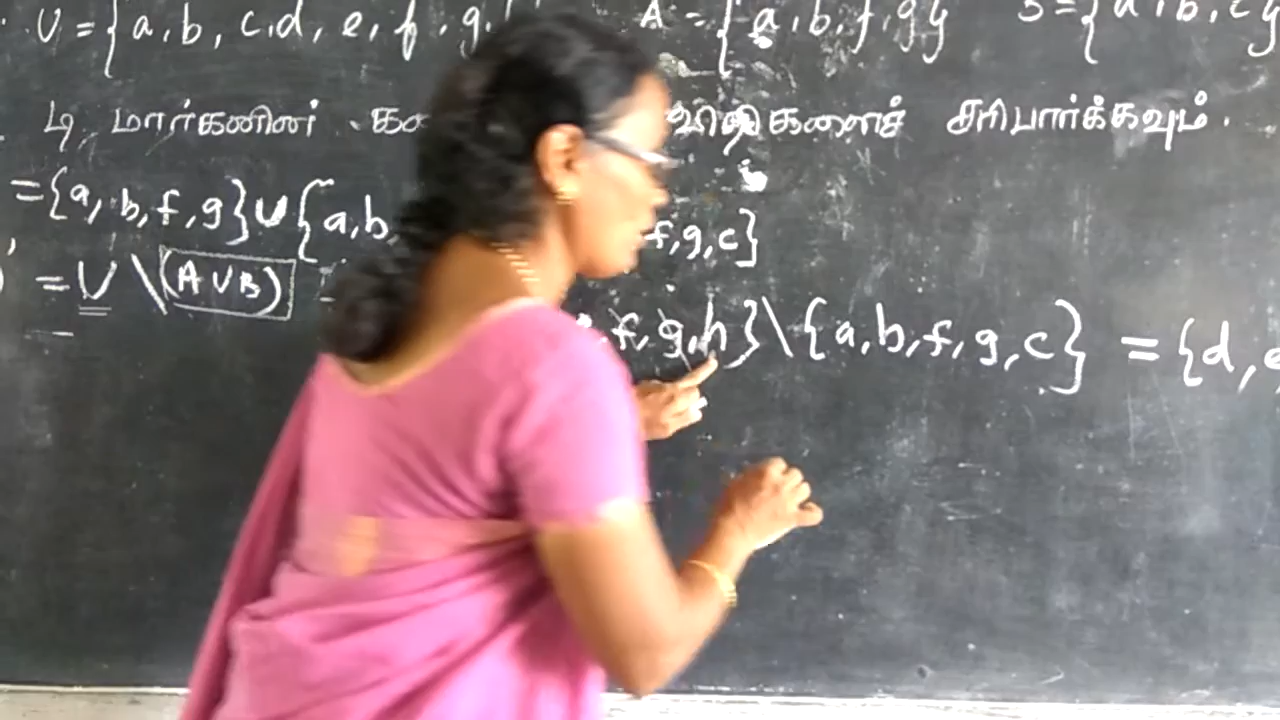 U = { a, b, c, d, e, f, g, A = { a, b, f, g } = { a, b, c }
டி மார்கனின் விதிகளைச் சரிபார்க்கவும்.
= {a, b, f, g} ∪ { a, b, f, g, c}
)' = U \ (A ∪ B)
f, g, h} \ {a, b, f, g, c} = {d,